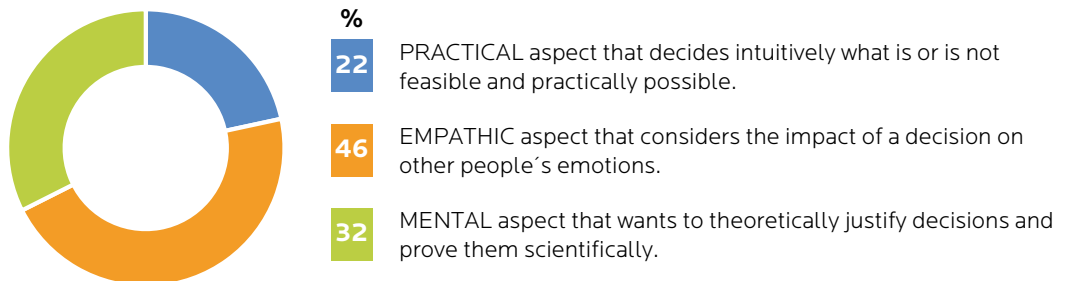 %
22
PRACTICAL aspect that decides intuitively what is or is not
feasible and practically possible.
46
EMPATHIC aspect that considers the impact of a decision on
other people´s emotions.
32
MENTAL aspect that wants to theoretically justify decisions and
prove them scientifically.